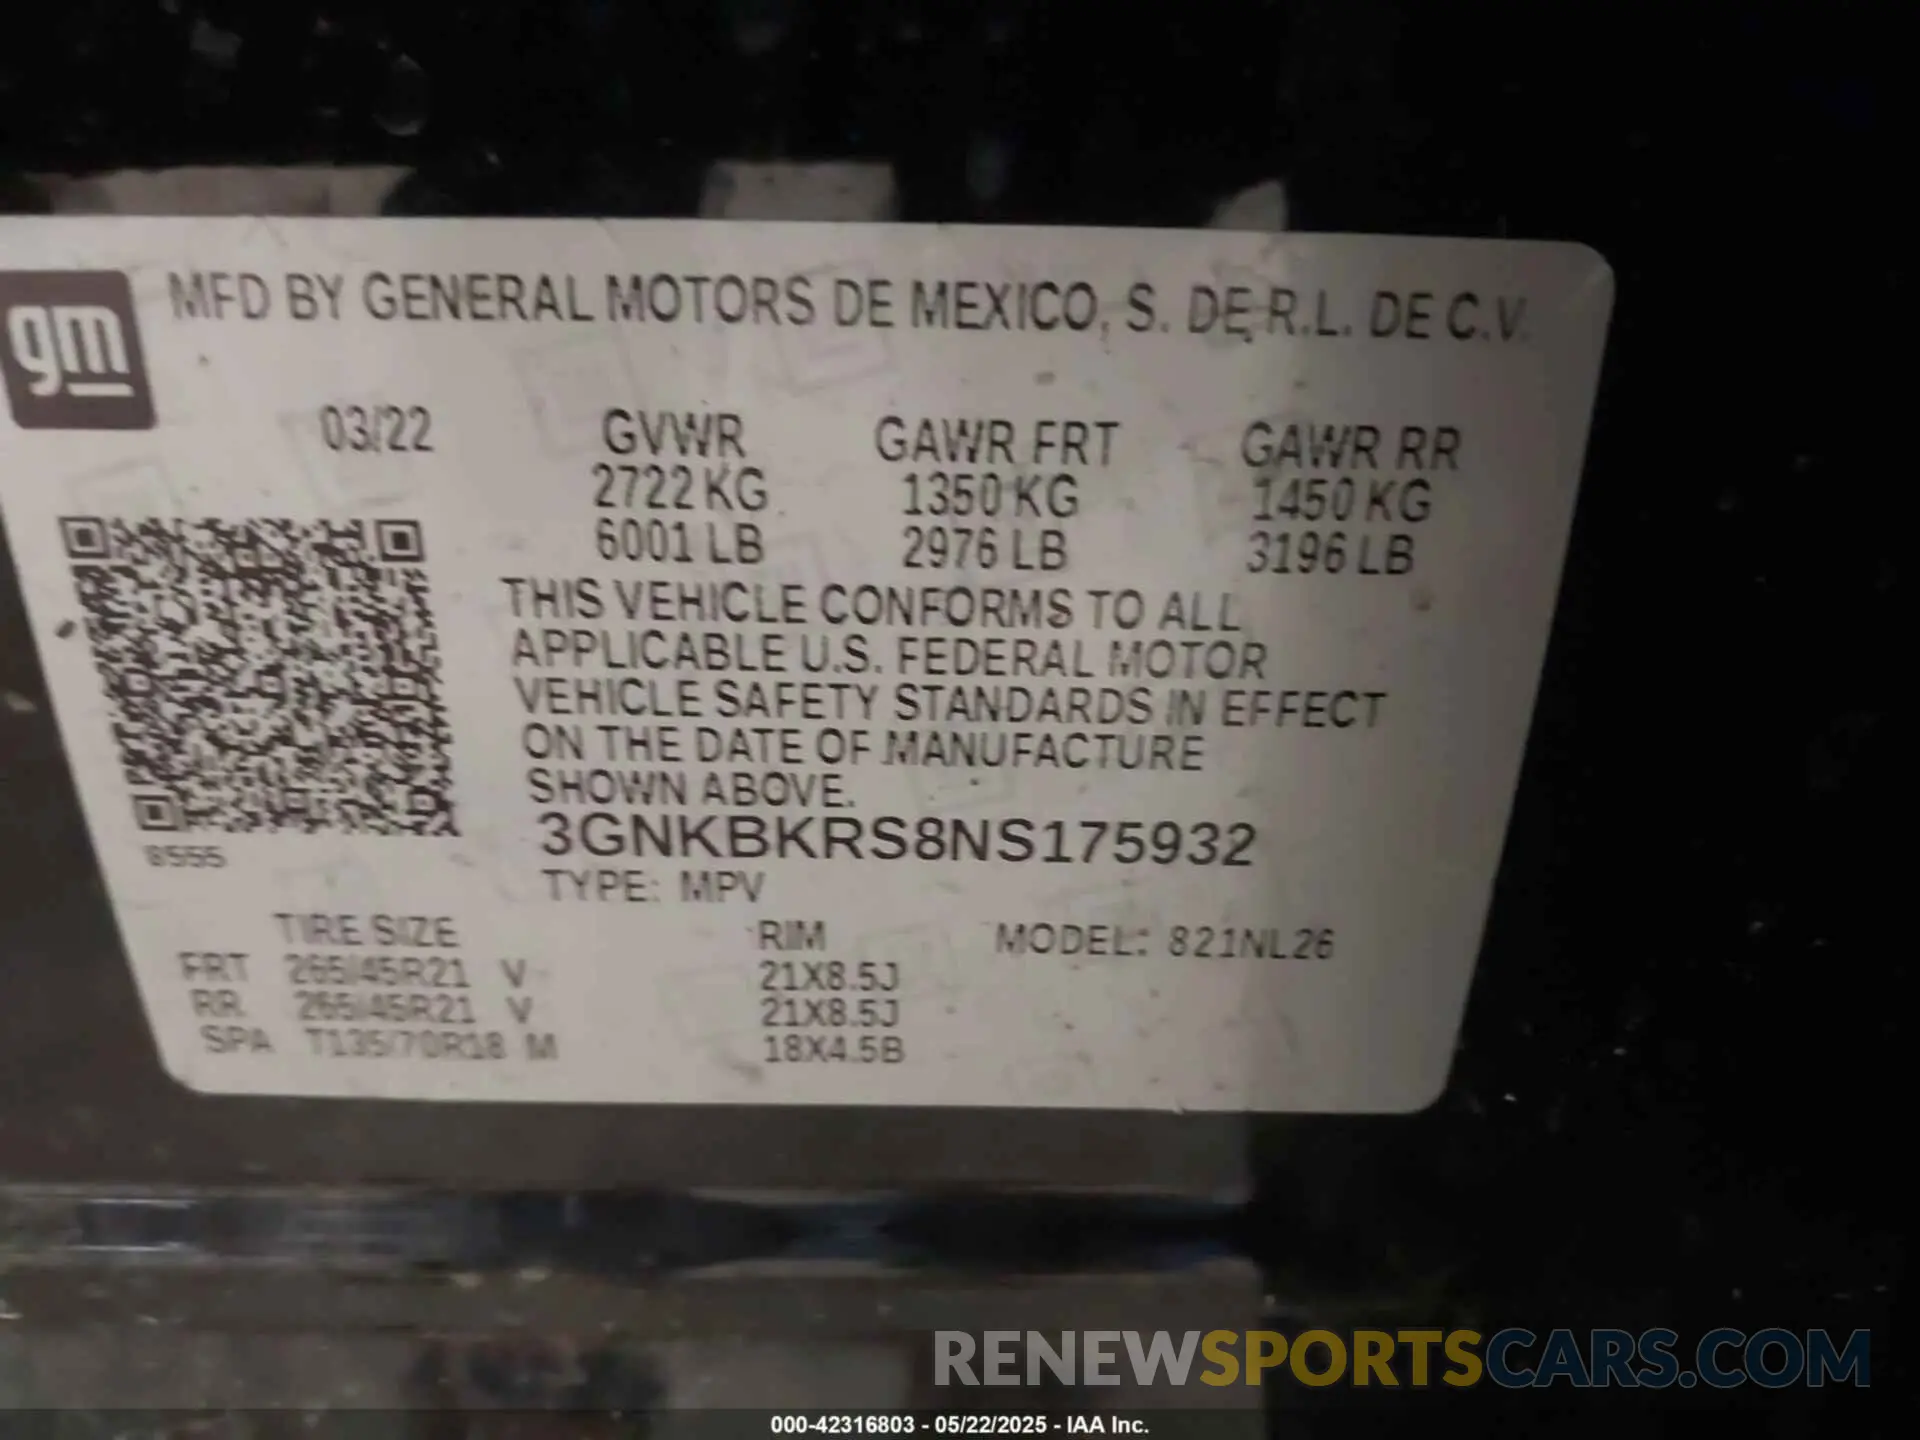 gm
MFD BY GENERAL MOTORS DE MEXICO, S. DE R.L. DE C.V.
03/22 GVWR GAWR FRT GAWR RR
2722 KG 1350 KG 1450 KG
6001 LB 2976 LB 3196 LB
THIS VEHICLE CONFORMS TO ALL
APPLICABLE U.S. FEDERAL MOTOR
VEHICLE SAFETY STANDARDS IN EFFECT
ON THE DATE OF MANUFACTURE
SHOWN ABOVE.
3GNKBKRS8NS175932
8555
TYPE: MPV
TIRE SIZE RIM MODEL: 821NL26
FRT 265/45R21 V 21X8.5J
RR 265/45R21 V 21X8.5J
SPA T135/70R18 M 18X4.5B
RENEWSPORTSCARS.COM
000-42316803 - 05/22/2025 - IAA Inc.